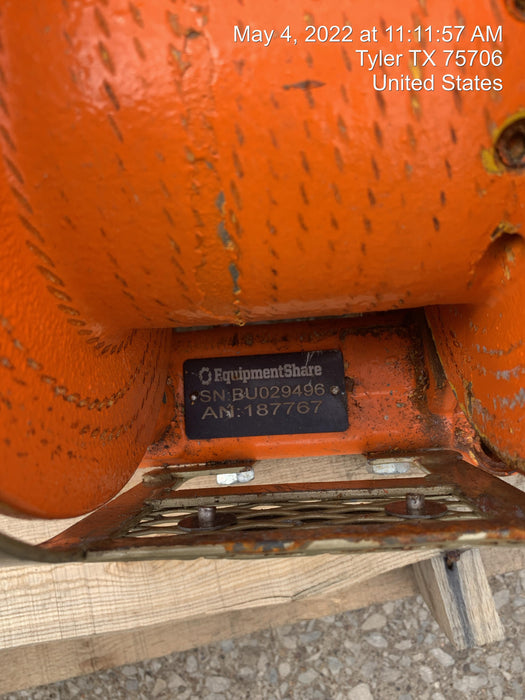 May 4, 2022 at 11:11:57 AM
Tyler TX 75706
United States
EquipmentShare
SN:BU029496
AN:187767